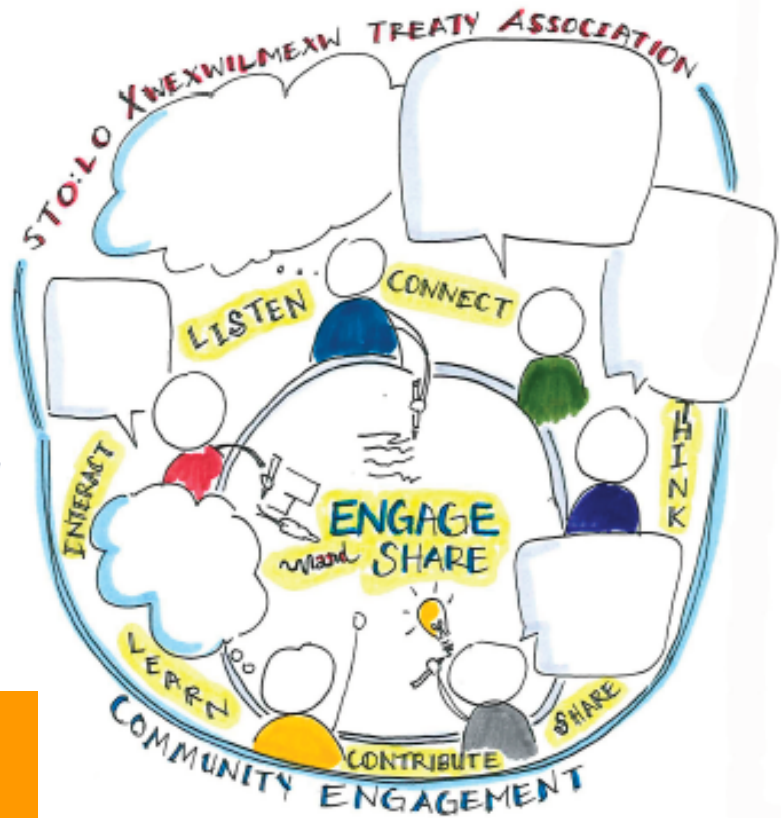 STO:LO XWEXWILMEXW TREATY ASSOCIATION
LISTEN
CONNECT
INTERACT
THINK
ENGAGE
and SHARE
LEARN
SHARE
CONTRIBUTE
COMMUNITY ENGAGEMENT